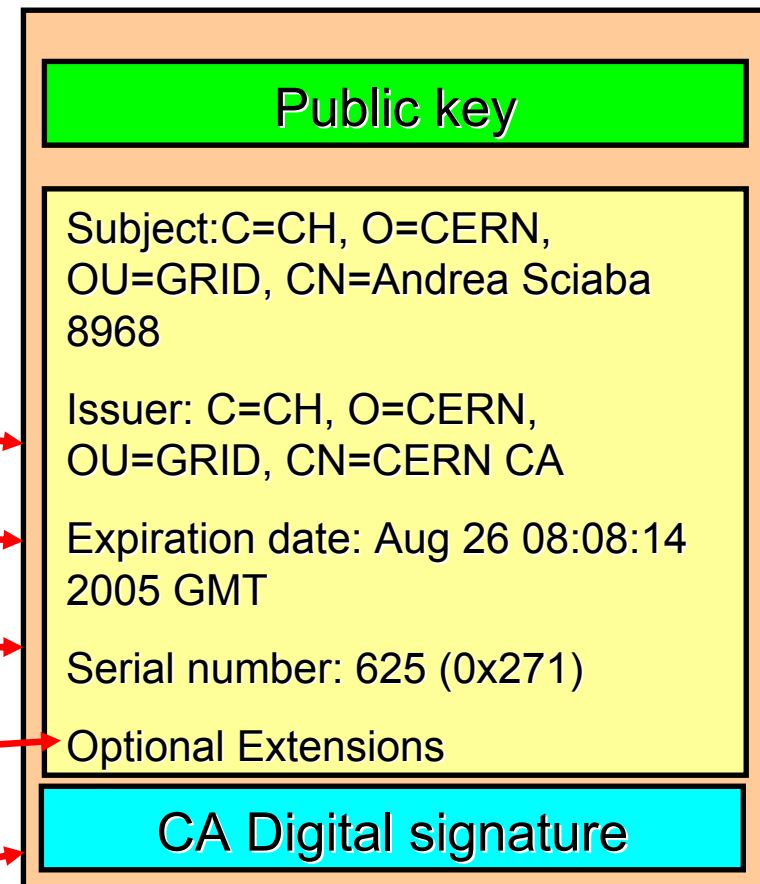 Public key
Subject:C=CH, O=CERN,
OU=GRID, CN=Andrea Sciaba
8968
Issuer: C=CH, O=CERN,
OU=GRID, CN=CERN CA
Expiration date: Aug 26 08:08:14
2005 GMT
Serial number: 625 (0x271)
Optional Extensions
CA Digital signature